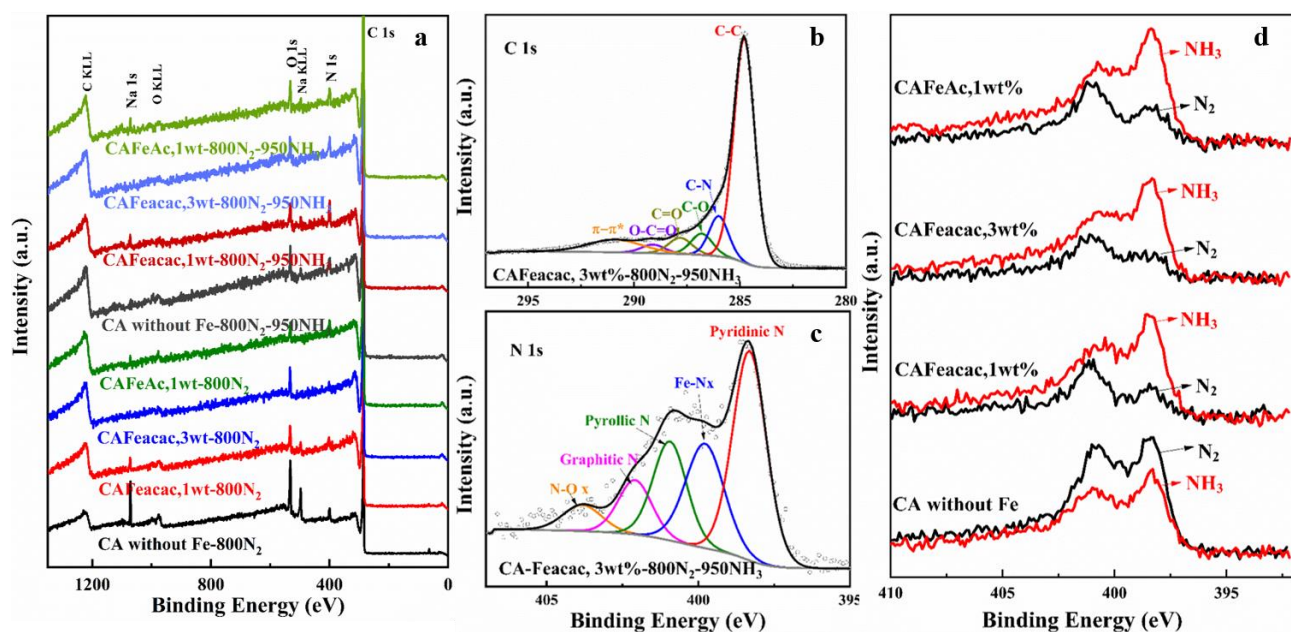 a
Intensity (a.u.)
C KLL
Na 1s
O KLL
O 1s
Na KLL
N 1s
C 1s
CAFeAc,1wt-800N₂-950NH₃
CAFeacac,3wt-800N₂-950NH₃
CAFeacac,1wt-800N₂-950NH₃
CA without Fe-800N₂-950NH₃
CAFeAc,1wt-800N₂
CAFeacac,3wt-800N₂
CAFeacac,1wt-800N₂
CA without Fe-800N₂
1200 800 400 0
Binding Energy (eV)
b
C 1s
Intensity (a.u.)
C-C
C-N
C-O
C=O
O-C=O
π−π*
CAFeacac, 3wt%-800N₂-950NH₃
295 290 285 280
c
N 1s
Intensity (a.u.)
Pyridinic N
Fe-Nx
Pyrollic N
Graphitic N
N-O x
CA-Feacac, 3wt%-800N₂-950NH₃
405 400 395
Binding Energy (eV)
d
Intensity (a.u.)
CAFeAc,1wt%
NH₃
N₂
CAFeacac,3wt%
NH₃
N₂
CAFeacac,1wt%
NH₃
N₂
CA without Fe
N₂
NH₃
410 405 400 395
Binding Energy (eV)